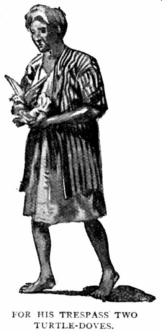 FOR HIS TRESPASS TWO
TURTLE-DOVES.